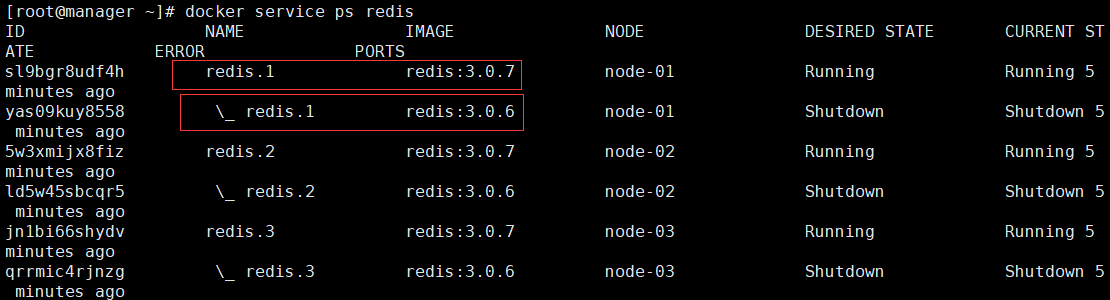 [root@manager ~]# docker service ps redis
ID                  NAME                IMAGE               NODE                DESIRED STATE       CURRENT ST
ATE            ERROR               PORTS
sl9bgr8udf4h        redis.1             redis:3.0.7         node-01             Running             Running 5
minutes ago
yas09kuy8558         \_ redis.1         redis:3.0.6         node-01             Shutdown            Shutdown 5
 minutes ago
5w3xmijx8fiz        redis.2             redis:3.0.7         node-02             Running             Running 5
minutes ago
ld5w45sbcqr5         \_ redis.2         redis:3.0.6         node-02             Shutdown            Shutdown 5
 minutes ago
jn1bi66shydv        redis.3             redis:3.0.7         node-03             Running             Running 5
minutes ago
qrrmic4rjnzg         \_ redis.3         redis:3.0.6         node-03             Shutdown            Shutdown 5
 minutes ago